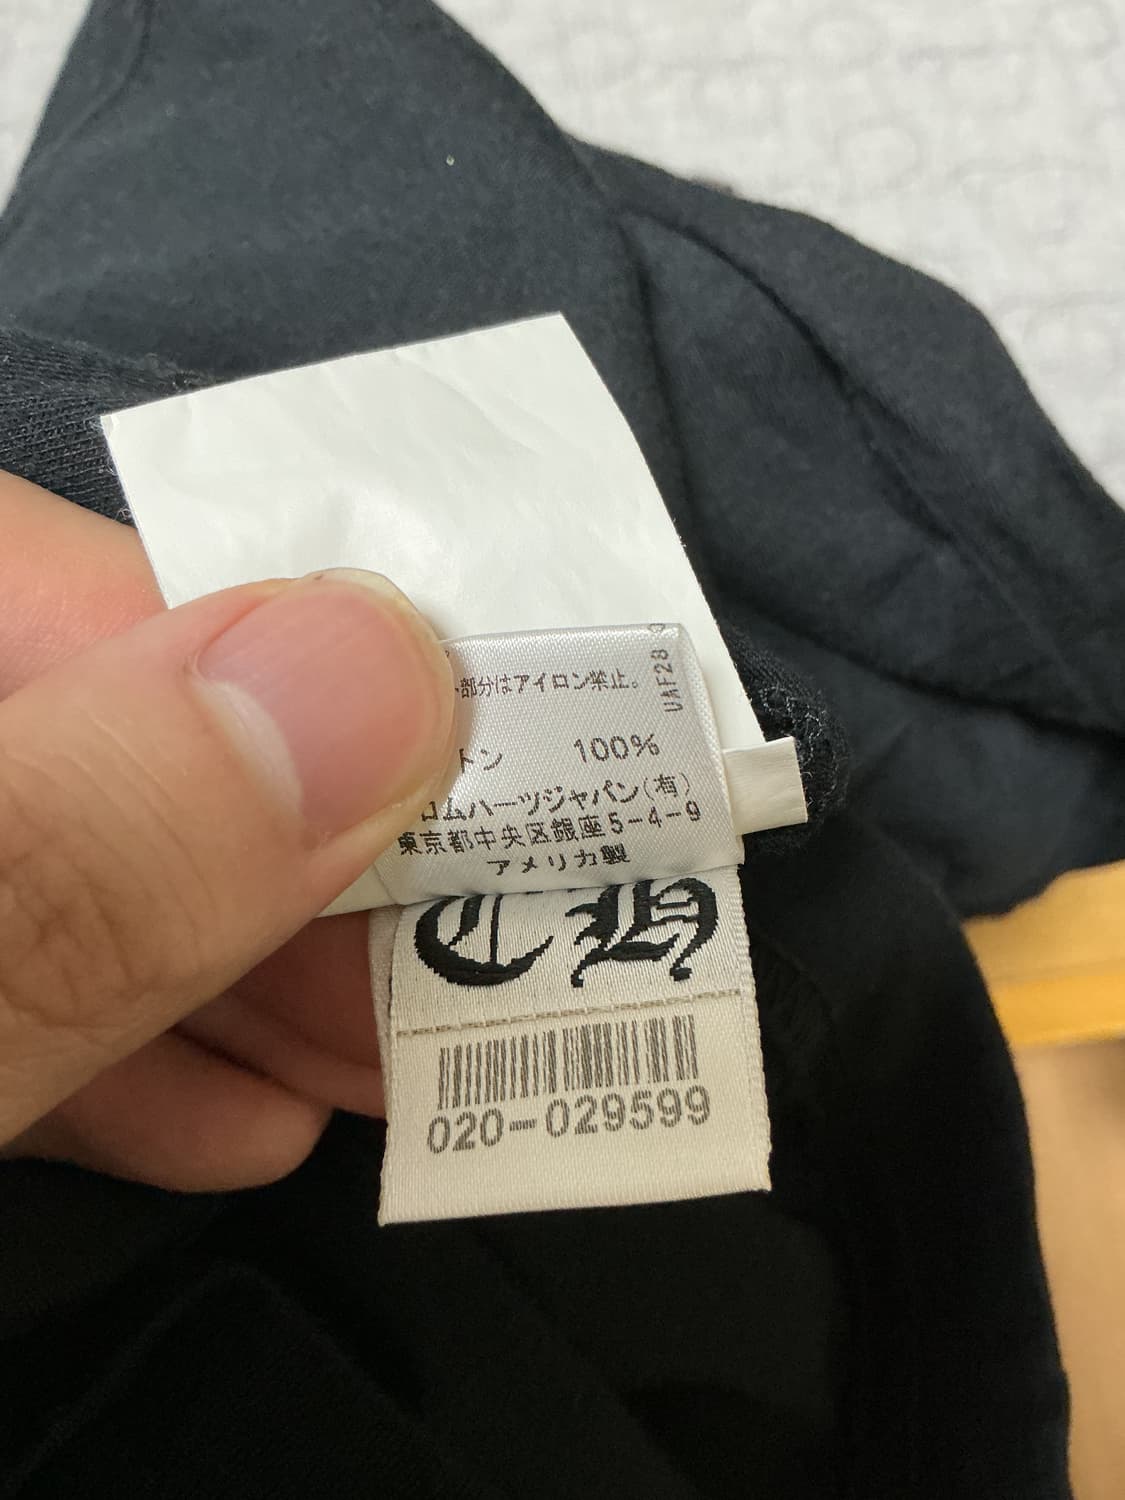 部分はアイロン禁止。
UAF28
トン 100%
ロムハーツジャパン(有)
東京都中央区銀座5-4-9
アメリカ製
CH
020-029599